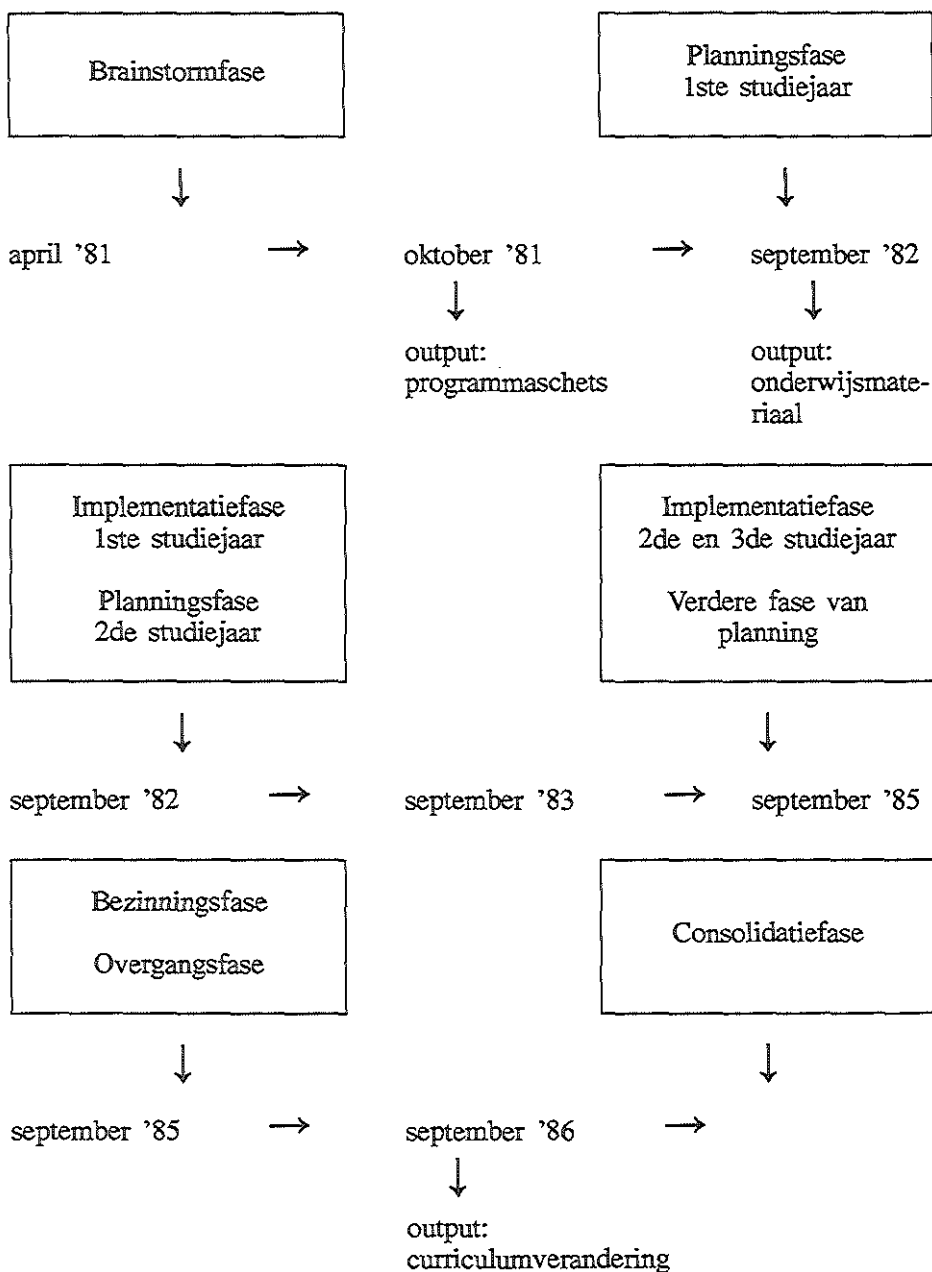 Brainstormfase
Planningsfase
1ste studiejaar
↓
↓
april '81 → oktober '81 → september '82
↓
↓
output:
programmaschets
output:
onderwijsmate-
riaal
Implementatiefase
1ste studiejaar
Planningsfase
2de studiejaar
Implementatiefase
2de en 3de studiejaar
Verdere fase van
planning
↓
↓
september '82 → september '83 → september '85
Bezinningsfase
Overgangsfase
Consolidatiefase
↓
↓
september '85 → september '86 →
↓
output:
curriculumverandering